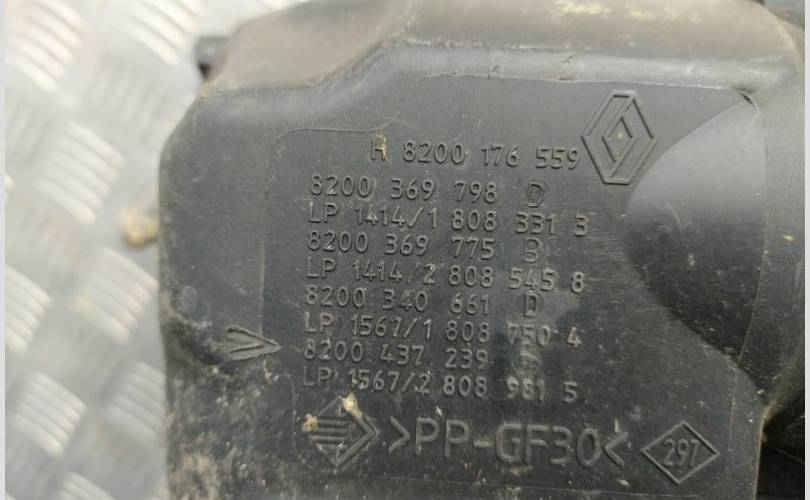 H 8200 176 559
8200 369 798 D
LP 1414/1 808 331 3
8200 369 775 B
LP 1414/2 808 545 8
8200 340 661 D
LP 1567/1 808 750 4
8200 437 239
LP 1567/2 808 981 5
>PP-GF30<
297